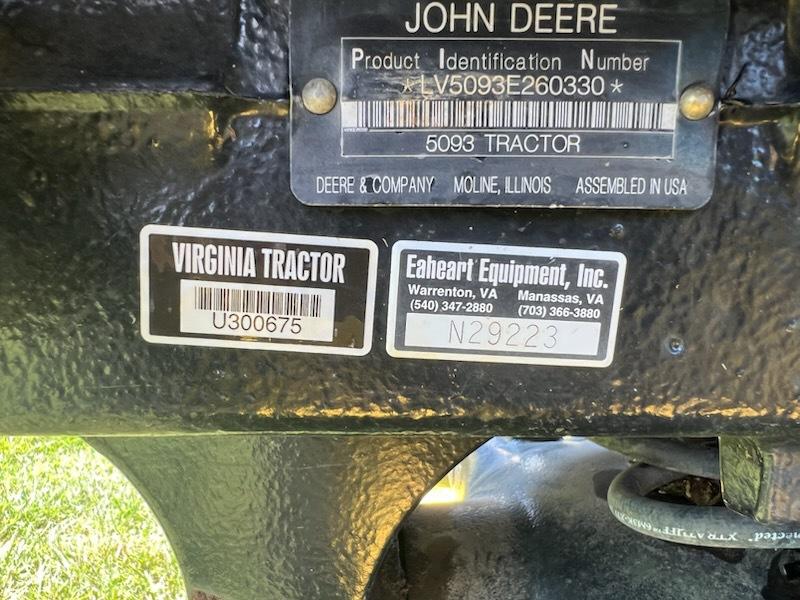 JOHN DEERE
Product Identification Number
*LV5093E260330*
5093 TRACTOR
DEERE & COMPANY MOLINE, ILLINOIS ASSEMBLED IN USA
VIRGINIA TRACTOR
U300675
Eaheart Equipment, Inc.
Warrenton, VA Manassas, VA
(540) 347-2880 (703) 366-3880
N29223